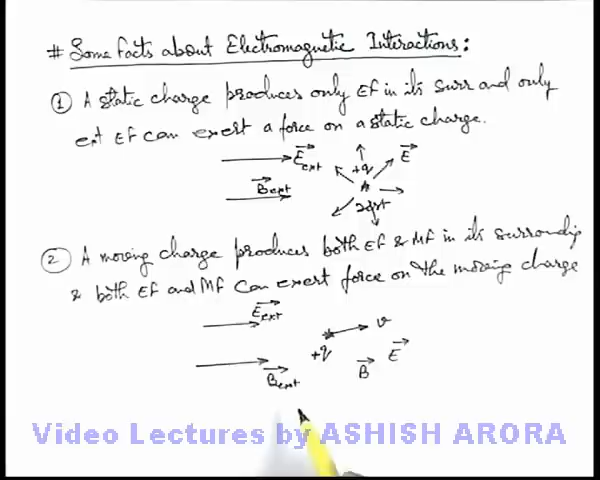 # Some facts about Electromagnetic Interactions:
① A static charge produces only EF in its surr and only
ext EF can exert a force on a static charge.
E⃗ext
+q
E⃗
B⃗ext
② A moving charge produces both EF & MF in its surrounding
& both EF and MF can exert force on the moving charge
E⃗ext
v
+q
E⃗
B⃗
B⃗ext
Video Lectures by ASHISH ARORA